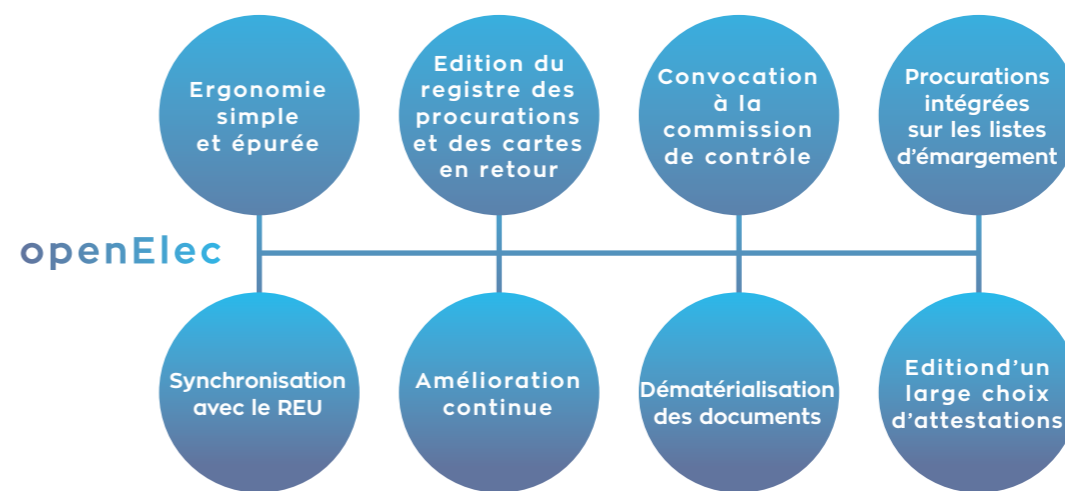 Ergonomie
simple
et épurée
Edition du
registre des
procurations
et des cartes
en retour
Convocation
à la
commission
de contrôle
Procurations
intégrées
sur les listes
d'émargement
openElec
Synchronisation
avec le REU
Amélioration
continue
Dématérialisation
des documents
Editiond'un
large choix
d'attestations